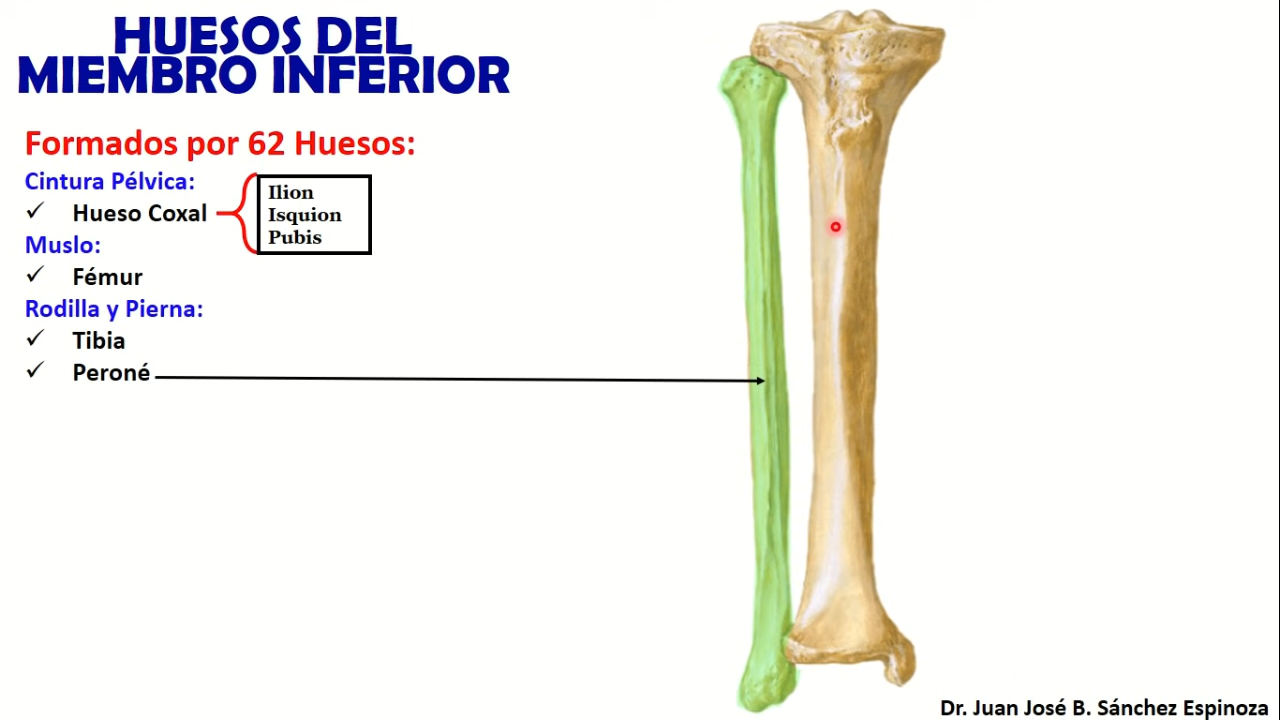 HUESOS DEL
MIEMBRO INFERIOR
Formados por 62 Huesos:
Cintura Pélvica:
✓ Hueso Coxal
Ilion
Isquion
Pubis
Muslo:
✓ Fémur
Rodilla y Pierna:
✓ Tibia
✓ Peroné
Dr. Juan José B. Sánchez Espinoza